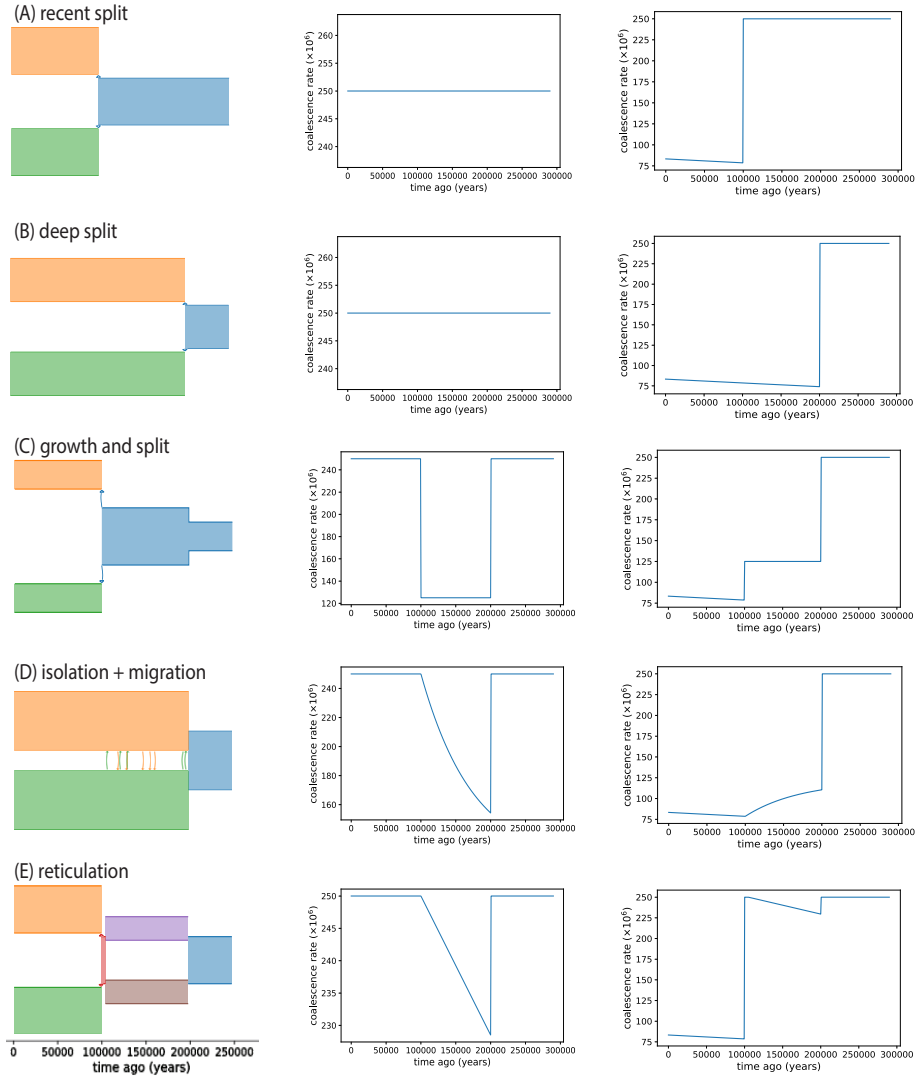 (A) recent split
coalescence rate (×10⁶)
260
255
250
245
240
0 50000 100000 150000 200000 250000 300000
time ago (years)
coalescence rate (×10⁶)
250
225
200
175
150
125
100
75
0 50000 100000 150000 200000 250000 300000
time ago (years)
(B) deep split
coalescence rate (×10⁶)
260
255
250
245
240
0 50000 100000 150000 200000 250000 300000
time ago (years)
coalescence rate (×10⁶)
250
225
200
175
150
125
100
75
0 50000 100000 150000 200000 250000 300000
time ago (years)
(C) growth and split
coalescence rate (×10⁶)
240
220
200
180
160
140
120
0 50000 100000 150000 200000 250000 300000
time ago (years)
coalescence rate (×10⁶)
250
225
200
175
150
125
100
75
0 50000 100000 150000 200000 250000 300000
time ago (years)
(D) isolation + migration
coalescence rate (×10⁶)
240
220
200
180
160
0 50000 100000 150000 200000 250000 300000
time ago (years)
coalescence rate (×10⁶)
250
225
200
175
150
125
100
75
0 50000 100000 150000 200000 250000 300000
time ago (years)
(E) reticulation
0 50000 100000 150000 200000 250000
time ago (years)
coalescence rate (×10⁶)
250
245
240
235
230
0 50000 100000 150000 200000 250000 300000
time ago (years)
coalescence rate (×10⁶)
250
225
200
175
150
125
100
75
0 50000 100000 150000 200000 250000 300000
time ago (years)